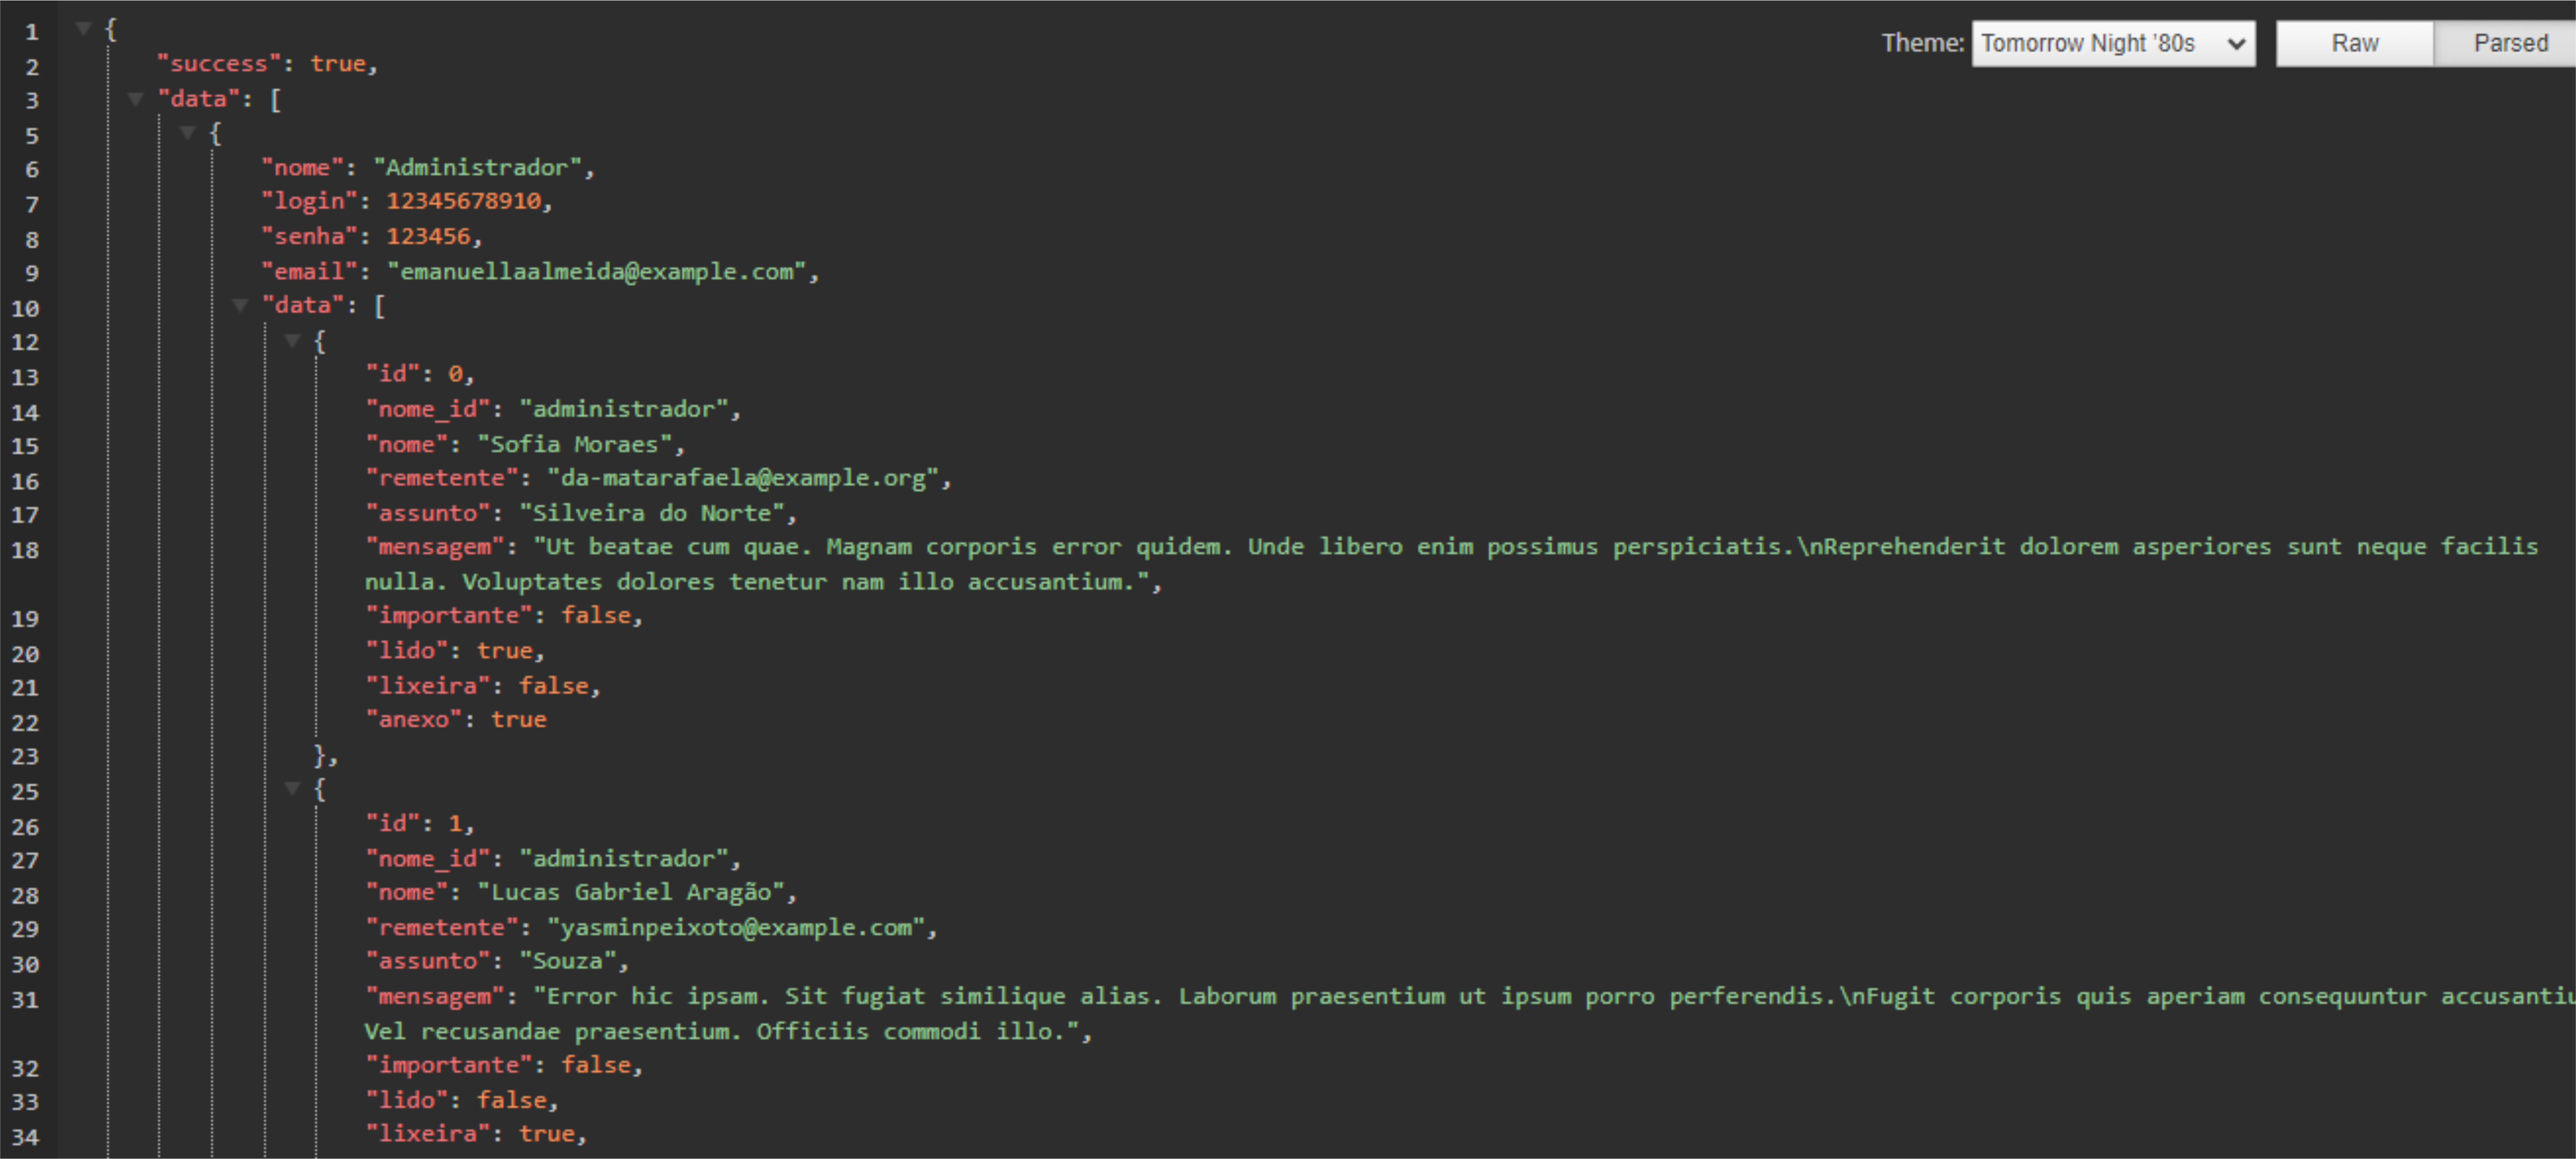 Theme: Tomorrow Night '80s Raw Parsed
1 {
2 "success": true,
3 "data": [
5 {
6 "nome": "Administrador",
7 "login": 12345678910,
8 "senha": 123456,
9 "email": "emanuellaalmeida@example.com",
10 "data": [
12 {
13 "id": 0,
14 "nome_id": "administrador",
15 "nome": "Sofia Moraes",
16 "remetente": "da-matarafaela@example.org",
17 "assunto": "Silveira do Norte",
18 "mensagem": "Ut beatae cum quae. Magnam corporis error quidem. Unde libero enim possimus perspiciatis.\nReprehenderit dolorem asperiores sunt neque facilis
nulla. Voluptates dolores tenetur nam illo accusantium.",
19 "importante": false,
20 "lido": true,
21 "lixeira": false,
22 "anexo": true
23 },
25 {
26 "id": 1,
27 "nome_id": "administrador",
28 "nome": "Lucas Gabriel Aragão",
29 "remetente": "yasminpeixoto@example.com",
30 "assunto": "Souza",
31 "mensagem": "Error hic ipsam. Sit fugiat similique alias. Laborum praesentium ut ipsum porro perferendis.\nFugit corporis quis aperiam consequuntur
Vel recusandae praesentium. Officiis commodi illo.",
32 "importante": false,
33 "lido": false,
34 "lixeira": true,